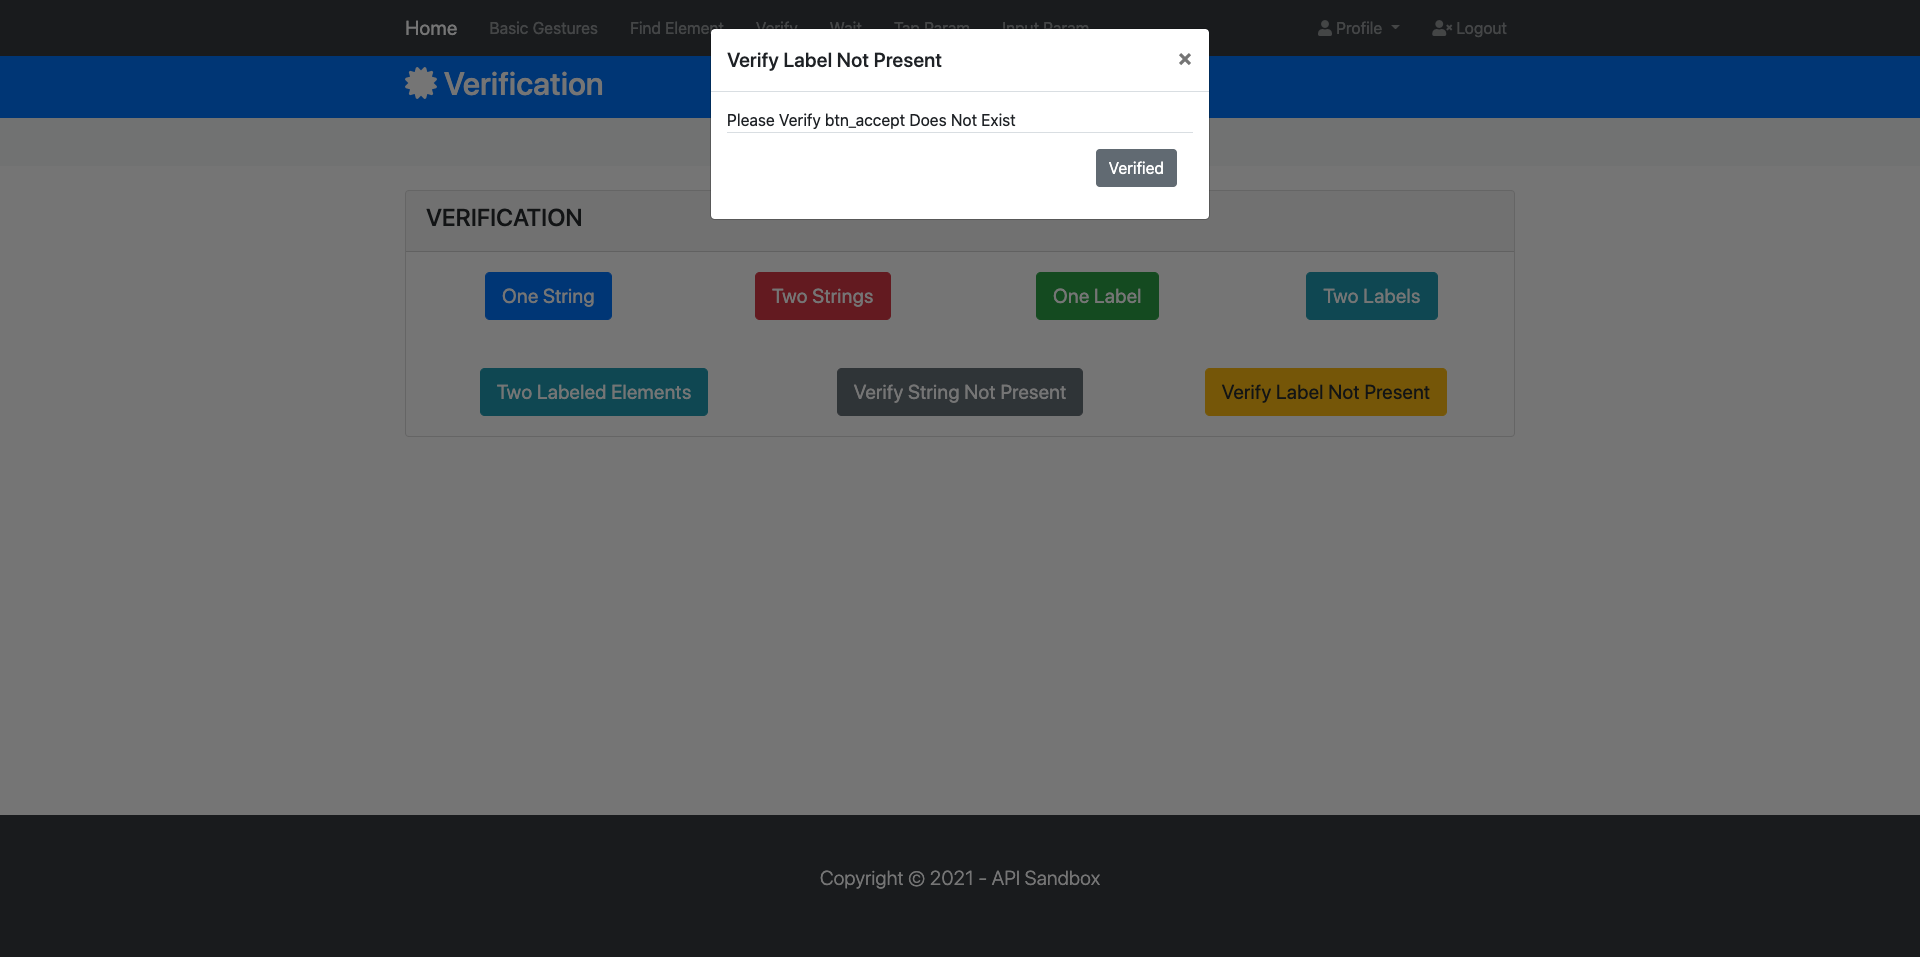 Home Basic Gestures Find Element Verify Wait Tap Param Input Param Profile Logout
Verify Label Not Present ×
Verification
Please Verify btn_accept Does Not Exist
Verified
VERIFICATION
One String Two Strings One Label Two Labels
Two Labeled Elements Verify String Not Present Verify Label Not Present
Copyright © 2021 - API Sandbox